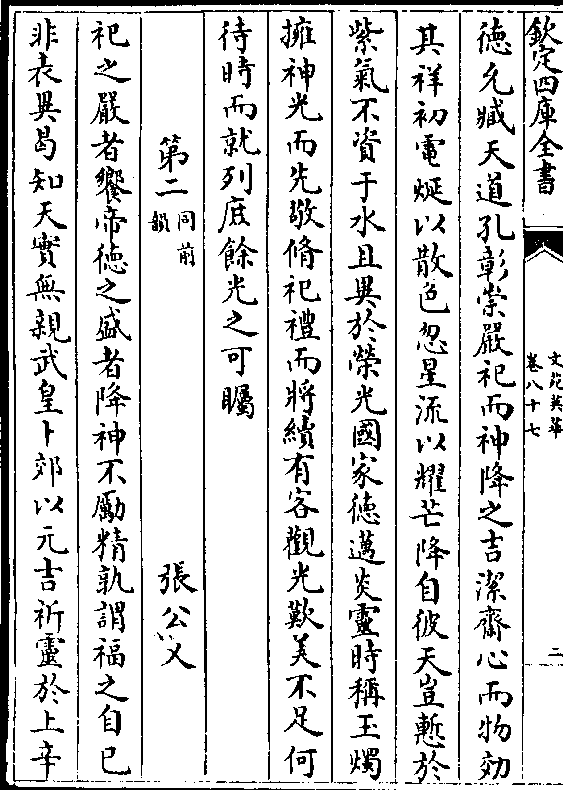 欽定四庫全書
文苑英華
卷八十七
二
德允臧天道孔彰崇嚴祀而神降之吉潔齋心而物効
其祥初電烻以散色忽星流以耀芒降自彼天豈慙於
紫氣不資于水且異於榮光國家德邁炎靈時稱玉燭
擁神光而先敬脩祀禮而將續有客觀光歎美不足何
待時而就列庶餘光之可矚
第二同前韻 張公乂
祀之嚴者饗帝德之盛者降神不勵精孰謂福之自已
非表異曷知天實無親武皇卜郊以元吉祈靈於上辛